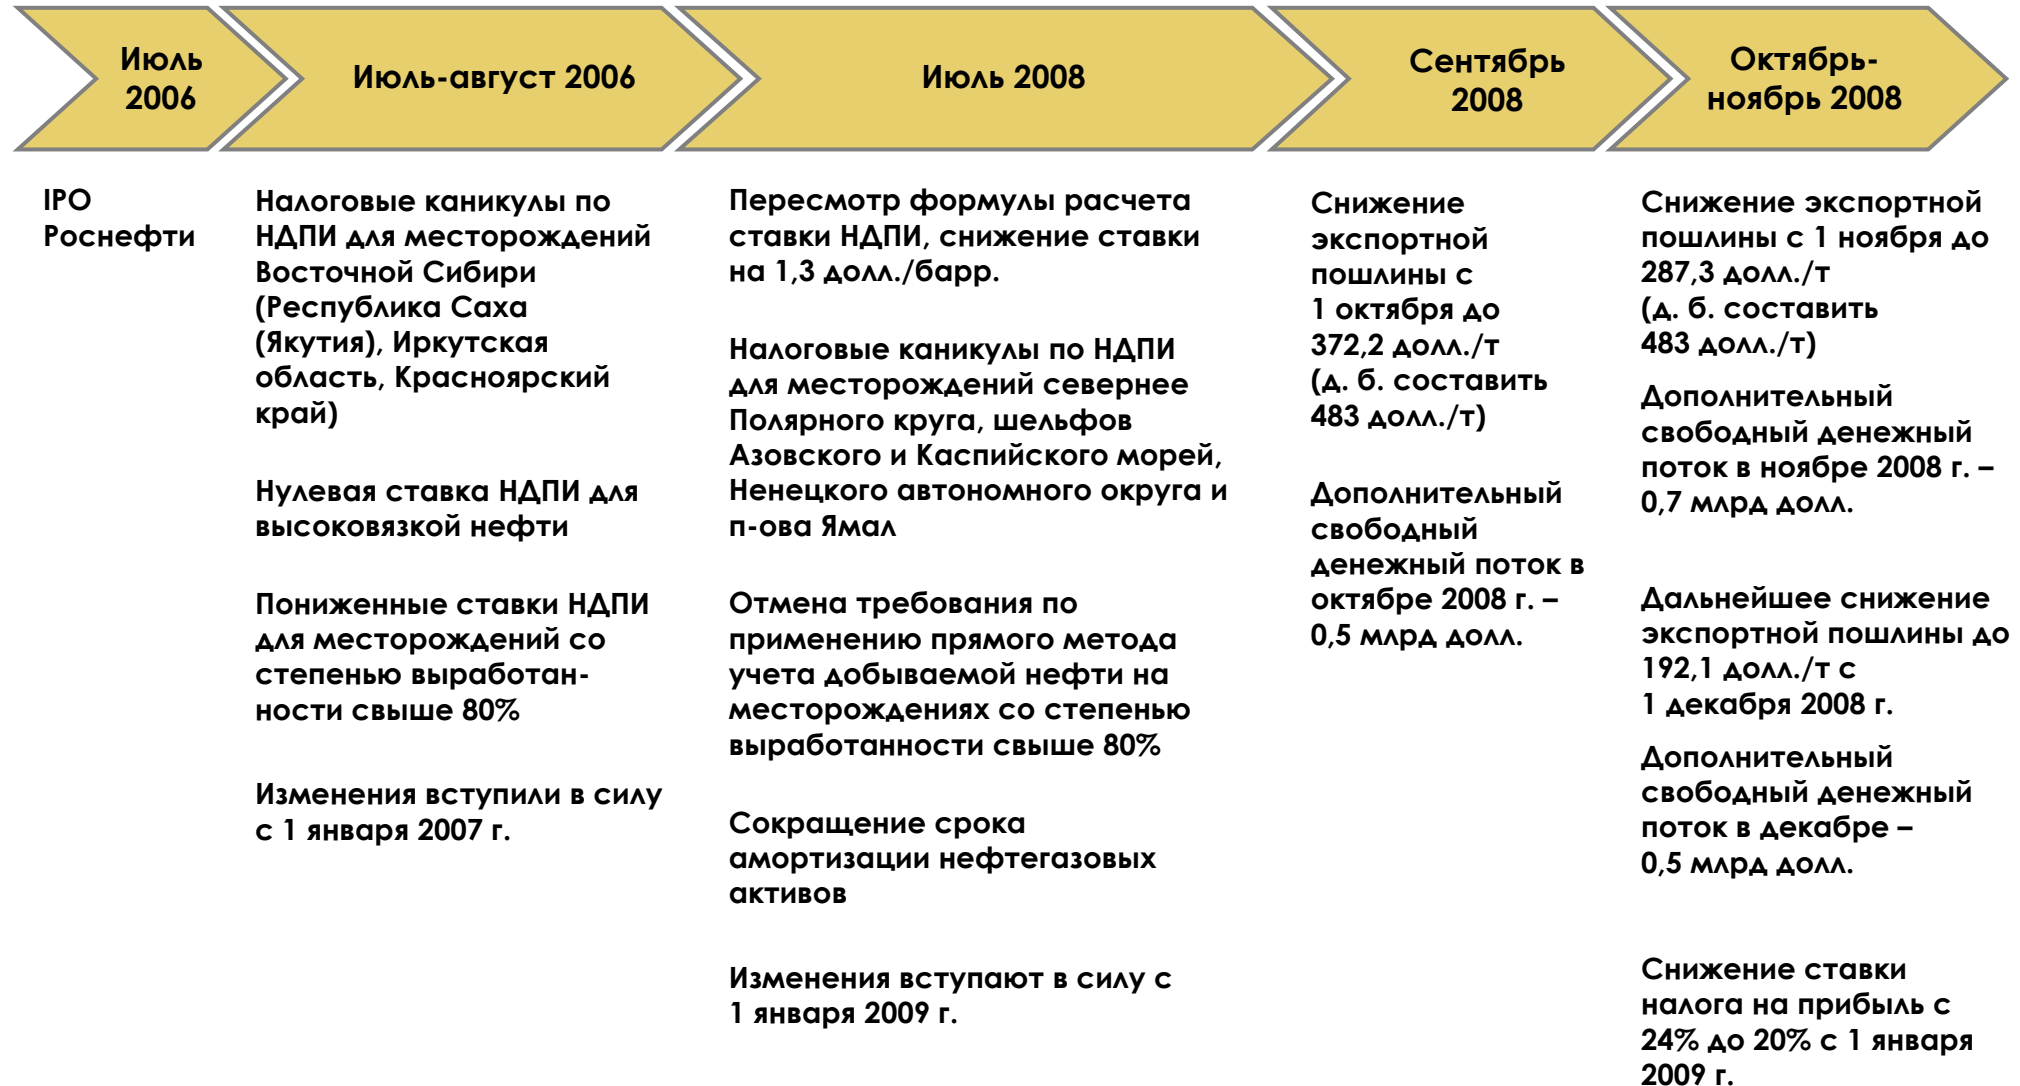 Июль
2006
Июль-август 2006
Июль 2008
Сентябрь
2008
Октябрь-
ноябрь 2008
IPO
Роснефти
Налоговые каникулы по
НДПИ для месторождений
Восточной Сибири
(Республика Саха
(Якутия), Иркутская
область, Красноярский
край)
Нулевая ставка НДПИ для
высоковязкой нефти
Пониженные ставки НДПИ
для месторождений со
степенью выработан-
ности свыше 80%
Изменения вступили в силу
с 1 января 2007 г.
Пересмотр формулы расчета
ставки НДПИ, снижение ставки
на 1,3 долл./барр.
Налоговые каникулы по НДПИ
для месторождений севернее
Полярного круга, шельфов
Азовского и Каспийского морей,
Ненецкого автономного округа и
п-ова Ямал
Отмена требования по
применению прямого метода
учета добываемой нефти на
месторождениях со степенью
выработанности свыше 80%
Сокращение срока
амортизации нефтегазовых
активов
Изменения вступают в силу с
1 января 2009 г.
Снижение
экспортной
пошлины с
1 октября до
372,2 долл./т
(д. б. составить
483 долл./т)
Дополнительный
свободный
денежный поток в
октябре 2008 г. –
0,5 млрд долл.
Снижение экспортной
пошлины с 1 ноября до
287,3 долл./т
(д. б. составить
483 долл./т)
Дополнительный
свободный денежный
поток в ноябре 2008 г. –
0,7 млрд долл.
Дальнейшее снижение
экспортной пошлины до
192,1 долл./т с
1 декабря 2008 г.
Дополнительный
свободный денежный
поток в декабре –
0,5 млрд долл.
Снижение ставки
налога на прибыль с
24% до 20% с 1 января
2009 г.